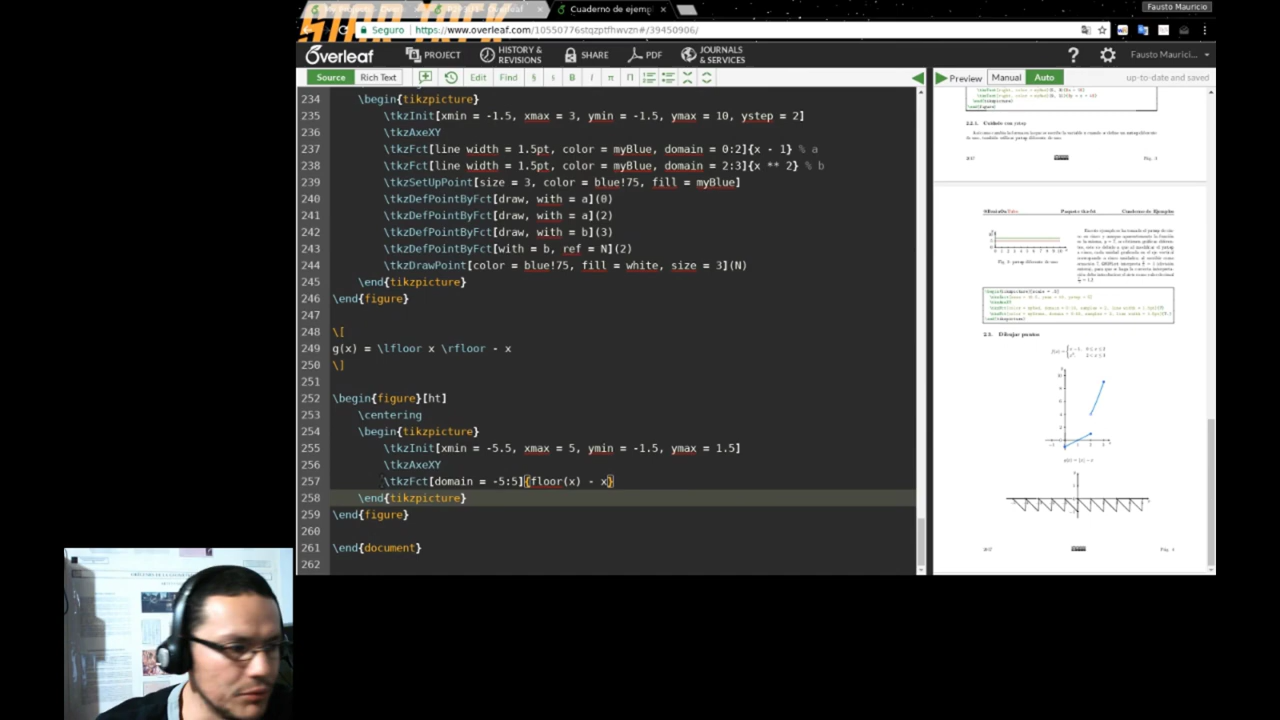 Fausto Mauricio
Overleaf
Cuaderno de ejemp
Seguro
https://www.overleaf.com/10550776stqzptfhwvzn#/39450906/
Overleaf
PROJECT
HISTORY & REVISIONS
SHARE
PDF
JOURNALS & SERVICES
?
Fausto Maurici...
Source
Rich Text
Edit
Find
§
§
B
I
π
Π
Preview
Manual
Auto
up-to-date and saved
234 \begin{tikzpicture}
235 \tkzInit[xmin = -1.5, xmax = 3, ymin = -1.5, ymax = 10, ystep = 2]
236 \tkzAxeXY
237 \tkzFct[line width = 1.5pt, color = myBlue, domain = 0:2]{x - 1} % a
238 \tkzFct[line width = 1.5pt, color = myBlue, domain = 2:3]{x ** 2} % b
239 \tkzSetUpPoint[size = 3, color = blue!75, fill = myBlue]
240 \tkzDefPointByFct[draw, with = a](0)
241 \tkzDefPointByFct[draw, with = a](2)
242 \tkzDefPointByFct[draw, with = b](3)
243 \tkzDefPointByFct[with = b, ref = N](2)
244 \tkzDrawPoint[color = blue!75, fill = white, size = 3](N)
245 \end{tikzpicture}
246 \end{figure}
247
248 \[
249 g(x) = \lfloor x \rfloor - x
250 \]
251
252 \begin{figure}[ht]
253 \centering
254 \begin{tikzpicture}
255 \tkzInit[xmin = -5.5, xmax = 5, ymin = -1.5, ymax = 1.5]
256 \tkzAxeXY
257 \tkzFct[domain = -5:5]{floor(x) - x}
258 \end{tikzpicture}
259 \end{figure}
260
261 \end{document}
262
Cuaderno de Ejemplos
2.3. Dibujar puntos